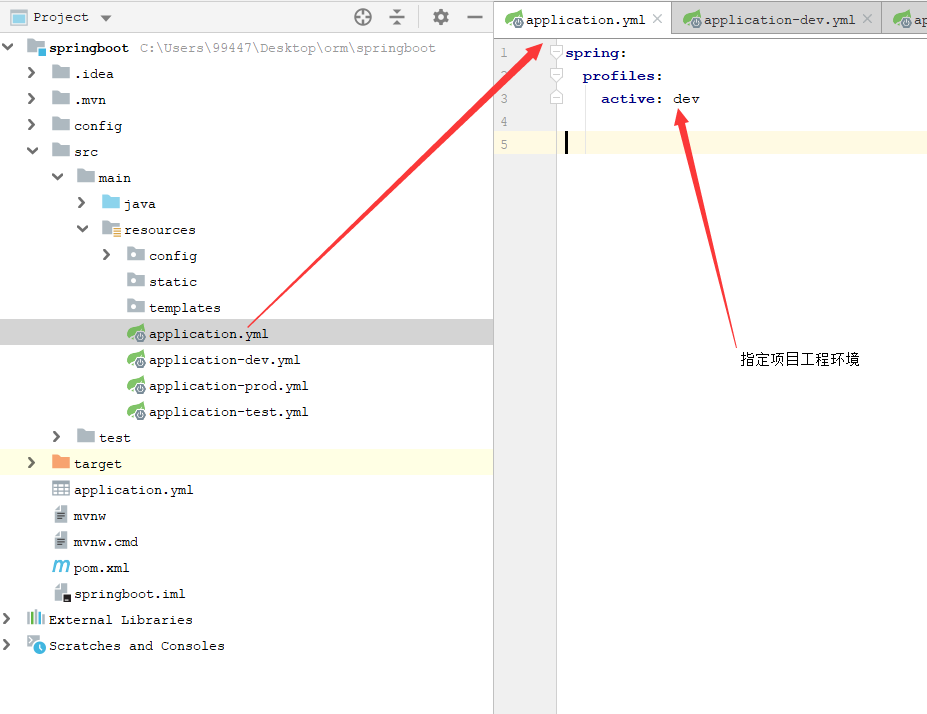 Project
springboot C:\Users\99447\Desktop\orm\springboot
.idea
.mvn
config
src
main
java
resources
config
static
templates
application.yml
application-dev.yml
application-prod.yml
application-test.yml
test
target
application.yml
mvnw
mvnw.cmd
pom.xml
springboot.iml
External Libraries
Scratches and Consoles
application.yml application-dev.yml ap
1 spring:
2 profiles:
3 active: dev
4
5
指定项目工程环境